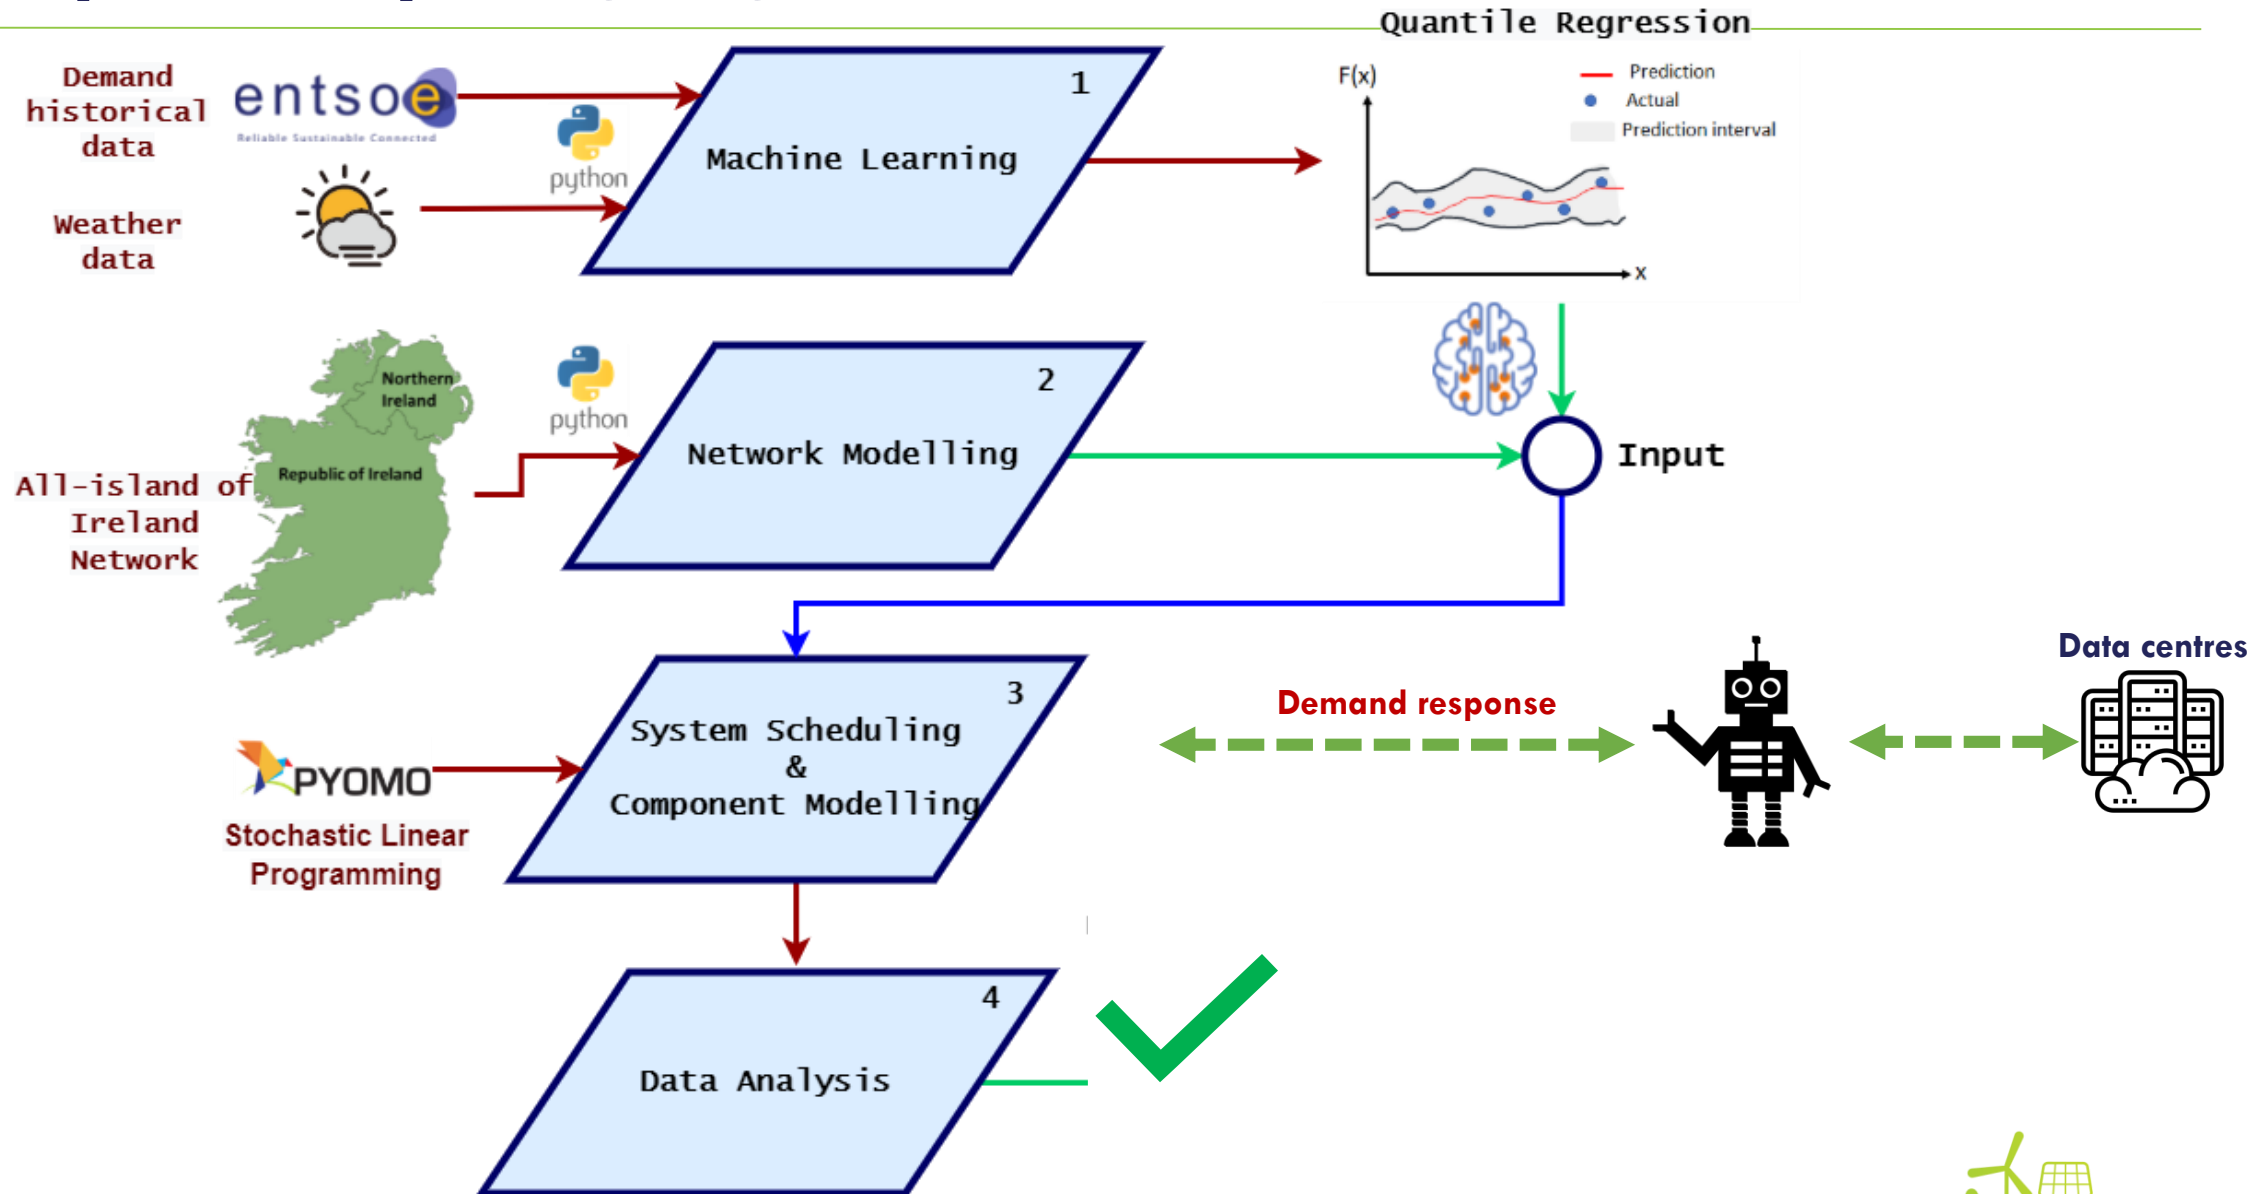 Quantile Regression
Demand
historical
data
entsoe
Reliable Sustainable Connected
python
1
Machine Learning
F(x)
Prediction
Actual
Prediction interval
x
Weather
data
Northern
Ireland
Republic of Ireland
All-island of
Ireland
Network
python
2
Network Modelling
Input
3
System Scheduling
&
Component Modelling
PYOMO
Stochastic Linear
Programming
Demand response
Data centres
4
Data Analysis